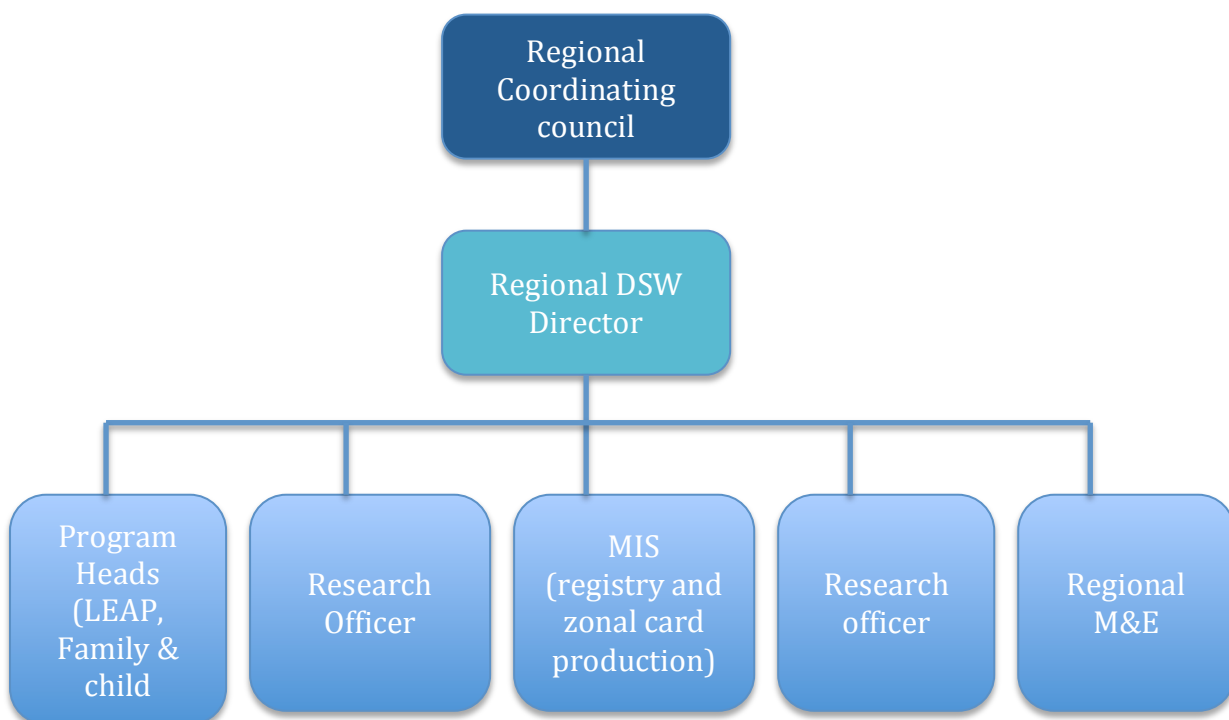 Regional
Coordinating
council
Regional DSW
Director
Program
Heads
(LEAP,
Family &
child
Research
Officer
MIS
(registry and
zonal card
production)
Research
officer
Regional
M&E